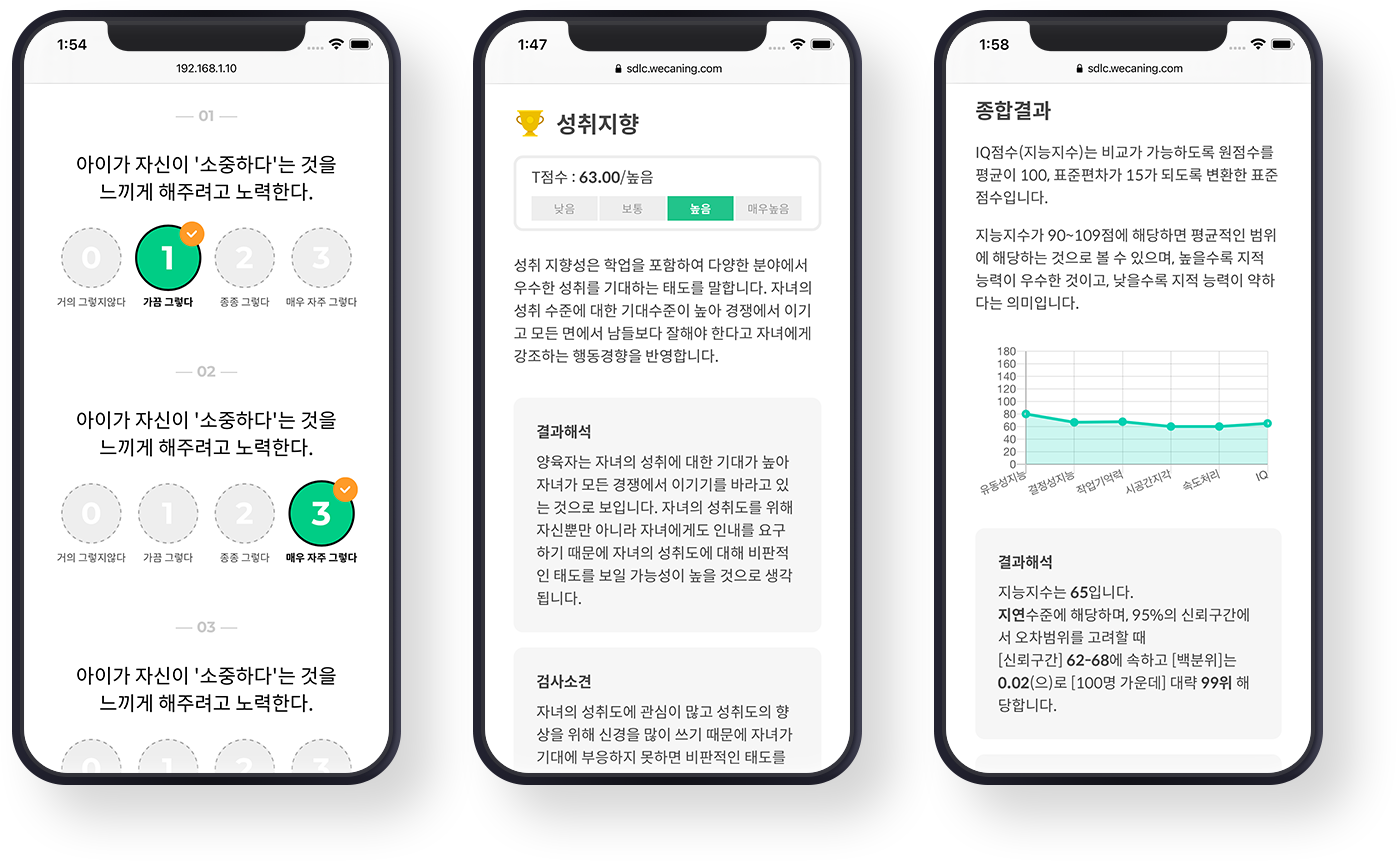 1:54
192.168.1.10
01
아이가 자신이 '소중하다'는 것을
느끼게 해주려고 노력한다.
0 1 2 3
거의 그렇지않다 가끔 그렇다 종종 그렇다 매우 자주 그렇다
02
아이가 자신이 '소중하다'는 것을
느끼게 해주려고 노력한다.
0 1 2 3
거의 그렇지않다 가끔 그렇다 종종 그렇다 매우 자주 그렇다
03
아이가 자신이 '소중하다'는 것을
느끼게 해주려고 노력한다.
0 1 2 3
1:47
sdlc.wecaning.com
성취지향
T점수 : 63.00/높음
낮음 보통 높음 매우높음
성취 지향성은 학업을 포함하여 다양한 분야에서
우수한 성취를 기대하는 태도를 말합니다. 자녀의
성취 수준에 대한 기대수준이 높아 경쟁에서 이기
고 모든 면에서 남들보다 잘해야 한다고 자녀에게
강조하는 행동경향을 반영합니다.
결과해석
양육자는 자녀의 성취에 대한 기대가 높아
자녀가 모든 경쟁에서 이기기를 바라고 있
는 것으로 보입니다. 자녀의 성취도를 위해
자신뿐만 아니라 자녀에게도 인내를 요구
하기 때문에 자녀의 성취도에 대해 비판적
인 태도를 보일 가능성이 높을 것으로 생각
됩니다.
검사소견
자녀의 성취도에 관심이 많고 성취도의 향
상을 위해 신경을 많이 쓰기 때문에 자녀가
기대에 부응하지 못하면 비판적인 태도를
1:58
sdlc.wecaning.com
종합결과
IQ점수(지능지수)는 비교가 가능하도록 원점수를
평균이 100, 표준편차가 15가 되도록 변환한 표준
점수입니다.
지능지수가 90~109점에 해당하면 평균적인 범위
에 해당하는 것으로 볼 수 있으며, 높을수록 지적
능력이 우수한 것이고, 낮을수록 지적 능력이 약하
다는 의미입니다.
180
160
140
120
100
80
60
40
20
0
유동성지능 결정성지능 작업기억력 시공간지각 속도처리 IQ
결과해석
지능지수는 65입니다.
지연수준에 해당하며, 95%의 신뢰구간에
서 오차범위를 고려할 때
[신뢰구간] 62-68에 속하고 [백분위]는
0.02(으)로 [100명 가운데] 대략 99위 해
당합니다.